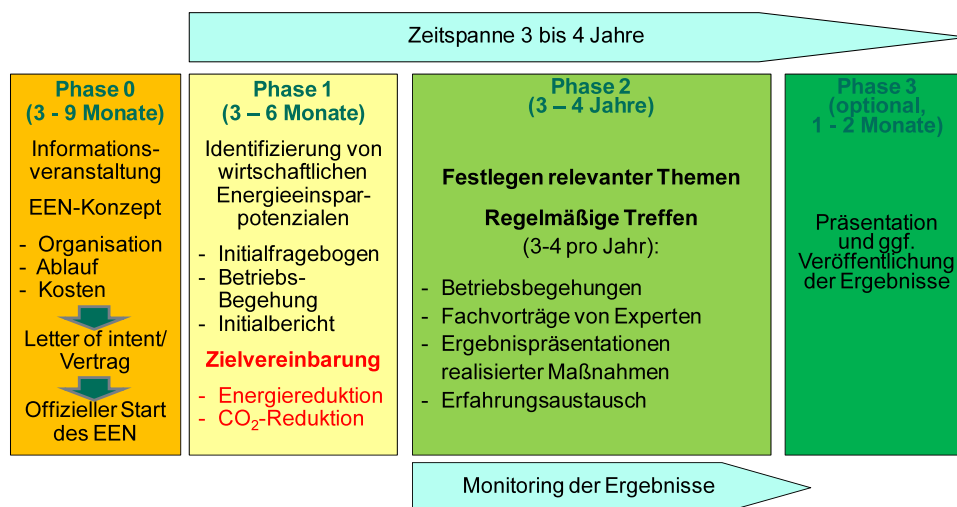 Zeitspanne 3 bis 4 Jahre
Phase 0
(3 - 9 Monate)
Informations-
veranstaltung
EEN-Konzept
- Organisation
- Ablauf
- Kosten
Letter of intent/
Vertrag
Offizieller Start
des EEN
Phase 1
(3 – 6 Monate)
Identifizierung von
wirtschaftlichen
Energieeinspar-
potenzialen
- Initialfragebogen
- Betriebs-
Begehung
- Initialbericht
Zielvereinbarung
- Energiereduktion
- CO₂-Reduktion
Phase 2
(3 – 4 Jahre)
Festlegen relevanter Themen
Regelmäßige Treffen
(3-4 pro Jahr):
- Betriebsbegehungen
- Fachvorträge von Experten
- Ergebnispräsentationen
realisierter Maßnahmen
- Erfahrungsaustausch
Phase 3
(optional,
1 - 2 Monate)
Präsentation
und ggf.
Veröffentlichung
der Ergebnisse
Monitoring der Ergebnisse